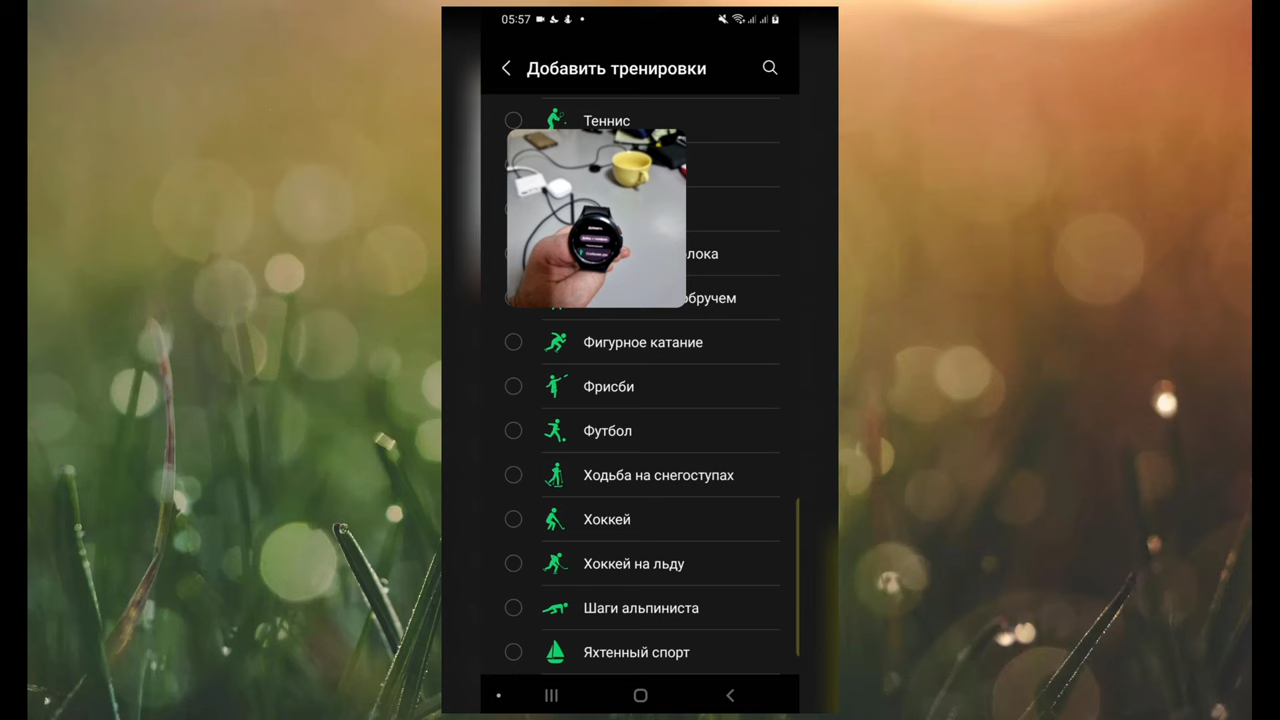 05:57
Добавить тренировки
Теннис
лока
обручем
Фигурное катание
Фрисби
Футбол
Ходьба на снегоступах
Хоккей
Хоккей на льду
Шаги альпиниста
Яхтенный спорт